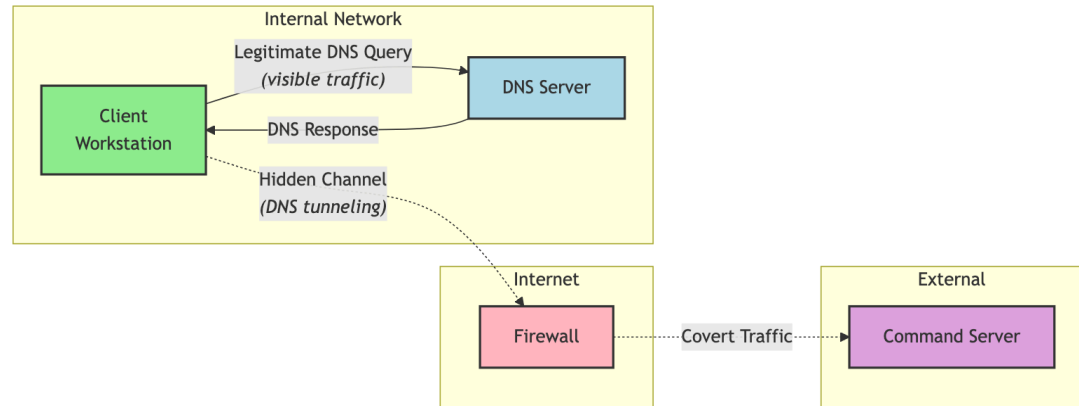 Internal Network
Legitimate DNS Query
(visible traffic)
DNS Server
Client
Workstation
DNS Response
Hidden Channel
(DNS tunneling)
Internet
External
Firewall
Covert Traffic
Command Server